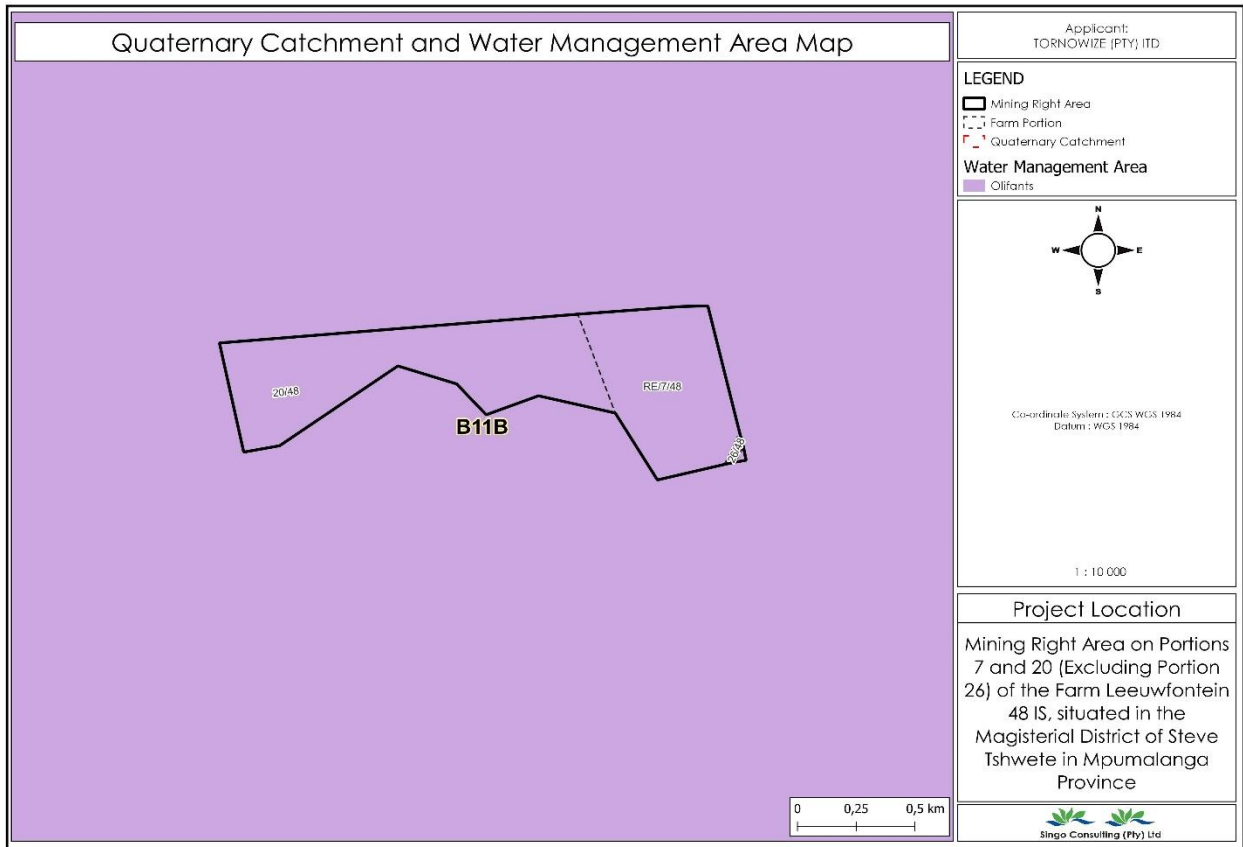 Quaternary Catchment and Water Management Area Map
20/48
RE/7/48
26/48
B11B
0 0,25 0,5 km
Applicant:
TORNOWIZE (PTY) lTD
LEGEND
Mining Right Area
Farm Portion
Quaternary Catchment
Water Management Area
Olifants
N
W E
S
Co-ordinate System : GCS WGS 1984
Datum : WGS 1984
1 : 10 000
Project Location
Mining Right Area on Portions
7 and 20 (Excluding Portion
26) of the Farm Leeuwfontein
48 IS, situated in the
Magisterial District of Steve
Tshwete in Mpumalanga
Province
Singo Consulting (Pty) Ltd